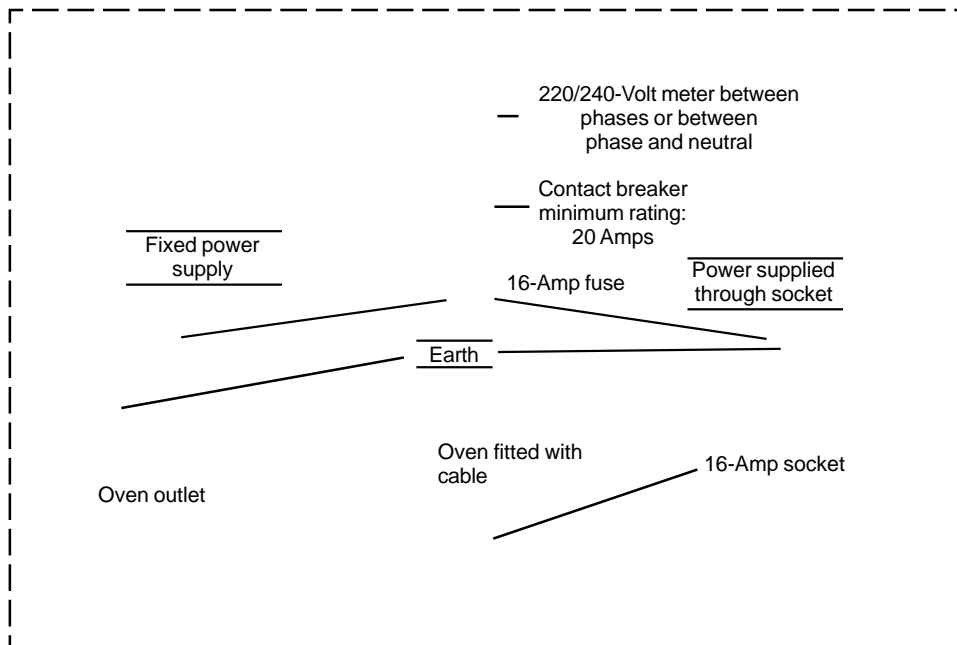 220/240-Volt meter between
phases or between
phase and neutral
Contact breaker
minimum rating:
20 Amps
Fixed power
supply
16-Amp fuse
Power supplied
through socket
Earth
Oven fitted with
cable
16-Amp socket
Oven outlet